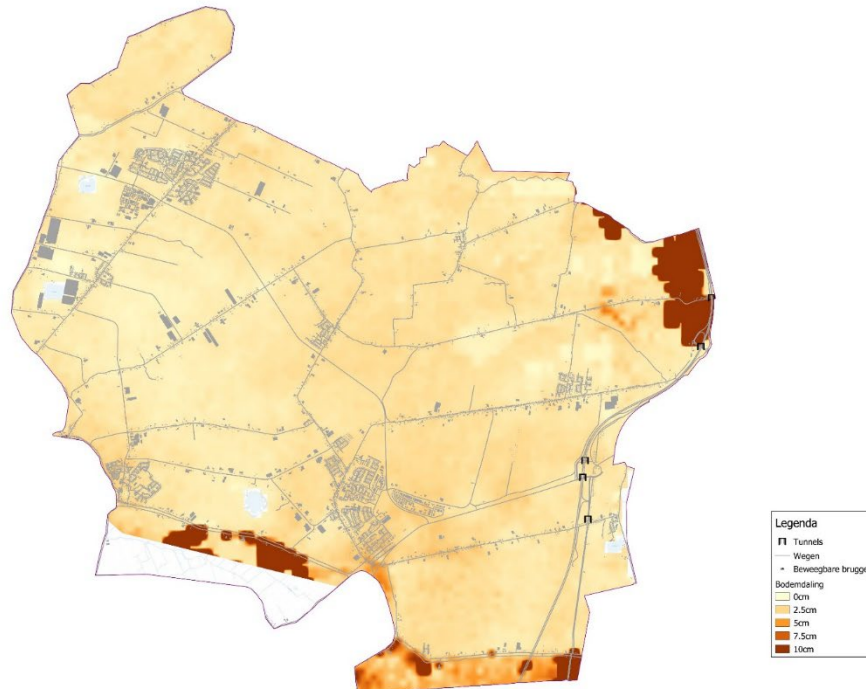 Legenda
Tunnels
Wegen
Beweegbare brugge
Bodemdaling
0cm
2.5cm
5cm
7.5cm
10cm